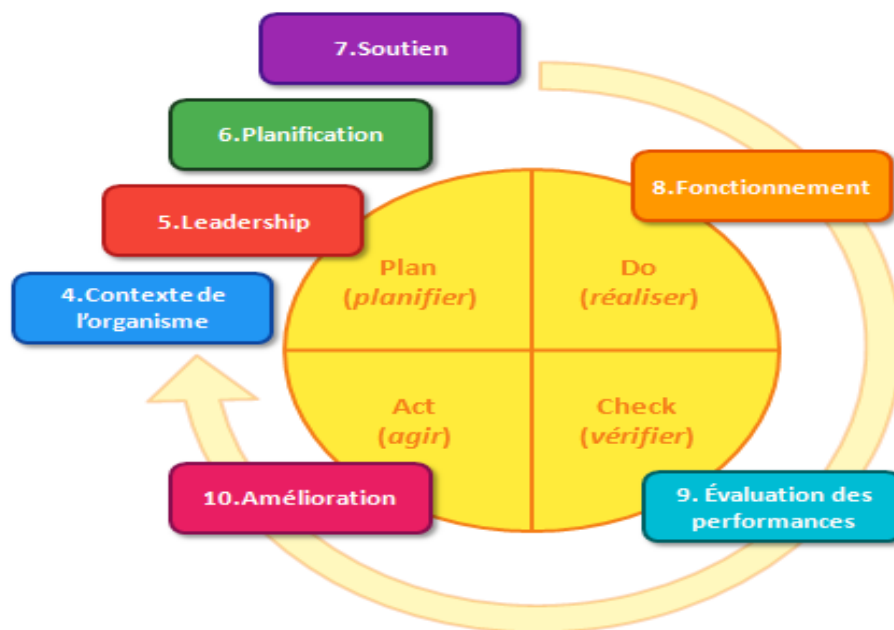 7.Soutien
6.Planification
8.Fonctionnement
5.Leadership
Plan
(planifier)
Do
(réaliser)
4.Contexte de
l'organisme
Act
(agir)
Check
(vérifier)
10.Amélioration
9. Évaluation des
performances